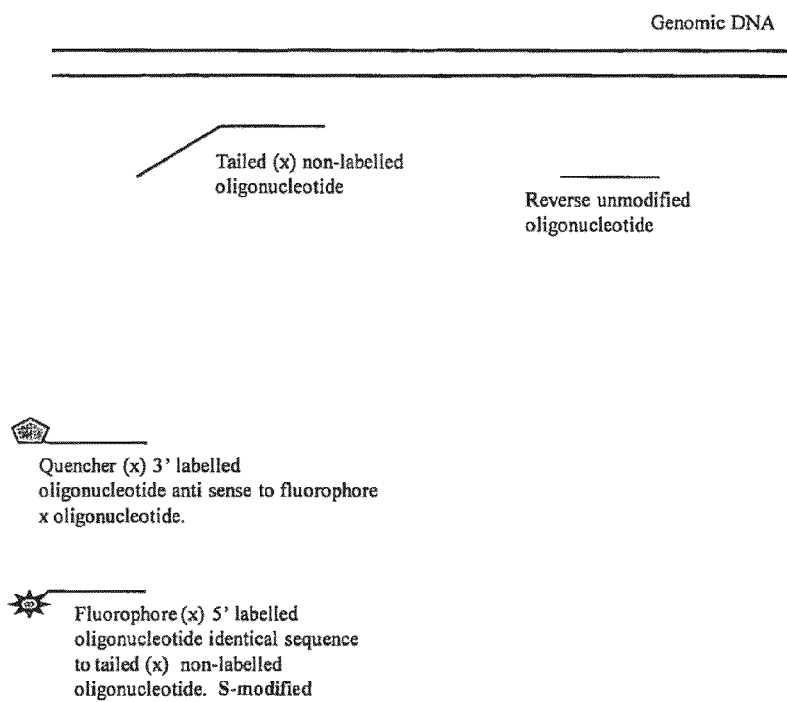 Genomic DNA
Tailed (x) non-labelled
oligonucleotide
Reverse unmodified
oligonucleotide
Quencher (x) 3’ labelled
oligonucleotide anti sense to fluorophore
x oligonucleotide.
Fluorophore (x) 5’ labelled
oligonucleotide identical sequence
to tailed (x) non-labelled
oligonucleotide. S-modified